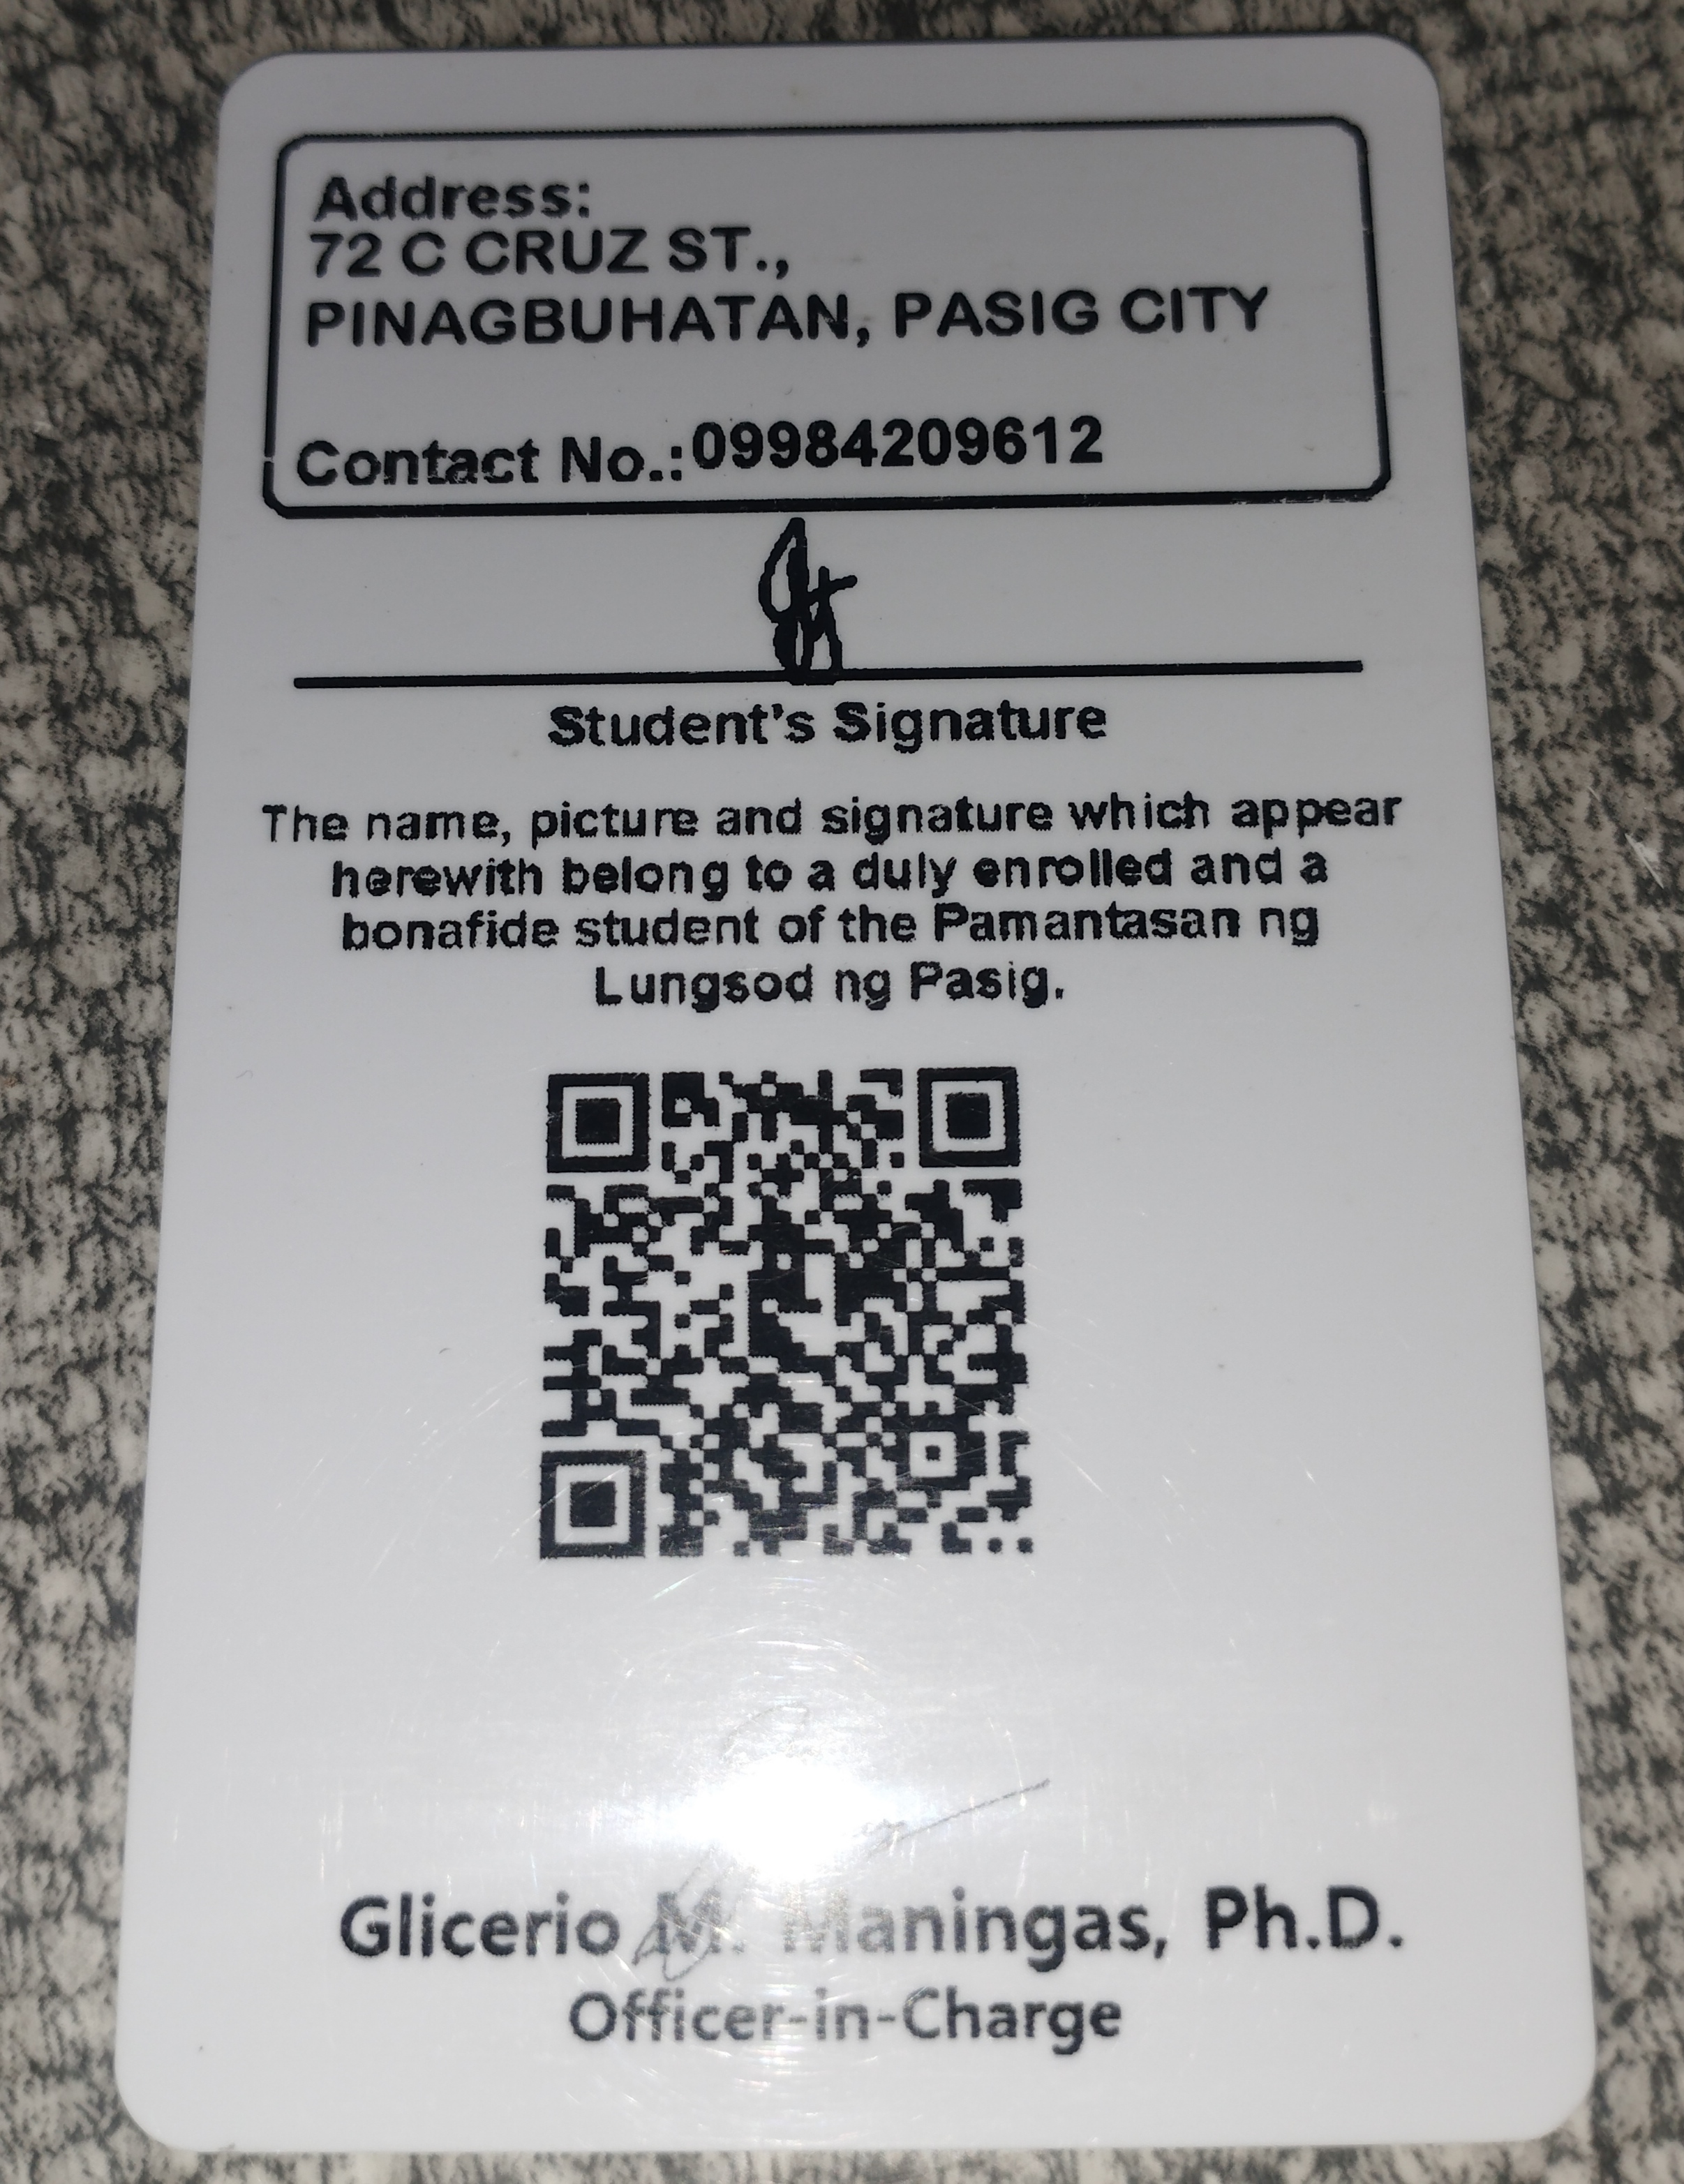 Address:
72 C CRUZ ST.,
PINAGBUHATAN, PASIG CITY
Contact No.:09984209612
Student's Signature
The name, picture and signature which appear
herewith belong to a duly enrolled and a
bonafide student of the Pamantasan ng
Lungsod ng Pasig.
Glicerio M. Maningas, Ph.D.
Officer-in-Charge